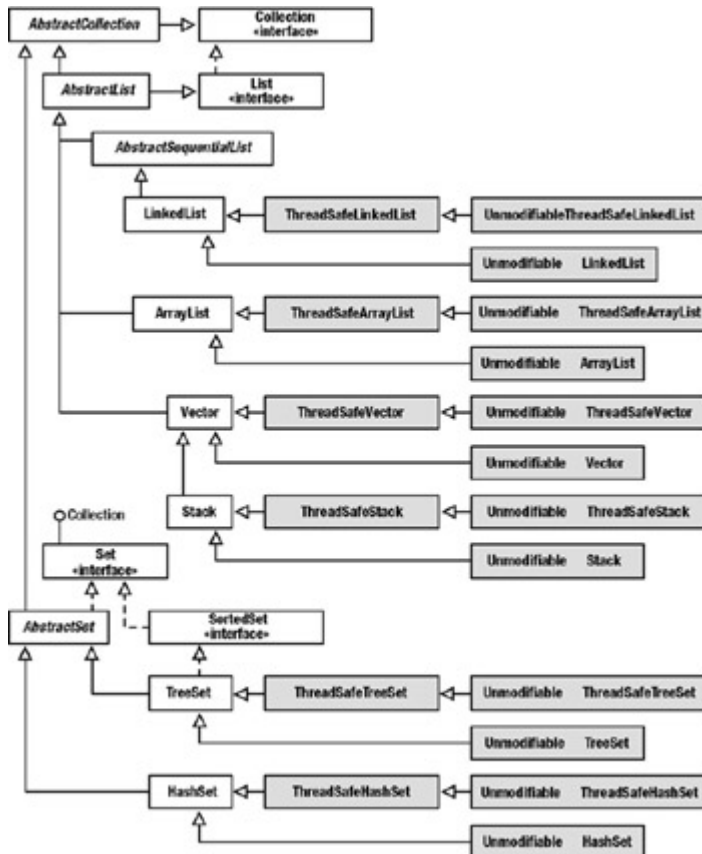 AbstractCollection
Collection
«interface»
AbstractList
List
«interface»
AbstractSequentialList
LinkedList
ThreadSafeLinkedList
UnmodifiableThreadSafeLinkedList
Unmodifiable LinkedList
ArrayList
ThreadSafeArrayList
Unmodifiable ThreadSafeArrayList
Unmodifiable ArrayList
Vector
ThreadSafeVector
Unmodifiable ThreadSafeVector
Unmodifiable Vector
Stack
ThreadSafeStack
Unmodifiable ThreadSafeStack
Unmodifiable Stack
Collection
Set
«interface»
AbstractSet
SortedSet
«interface»
TreeSet
ThreadSafeTreeSet
Unmodifiable ThreadSafeTreeSet
Unmodifiable TreeSet
HashSet
ThreadSafeHashSet
Unmodifiable ThreadSafeHashSet
Unmodifiable HashSet